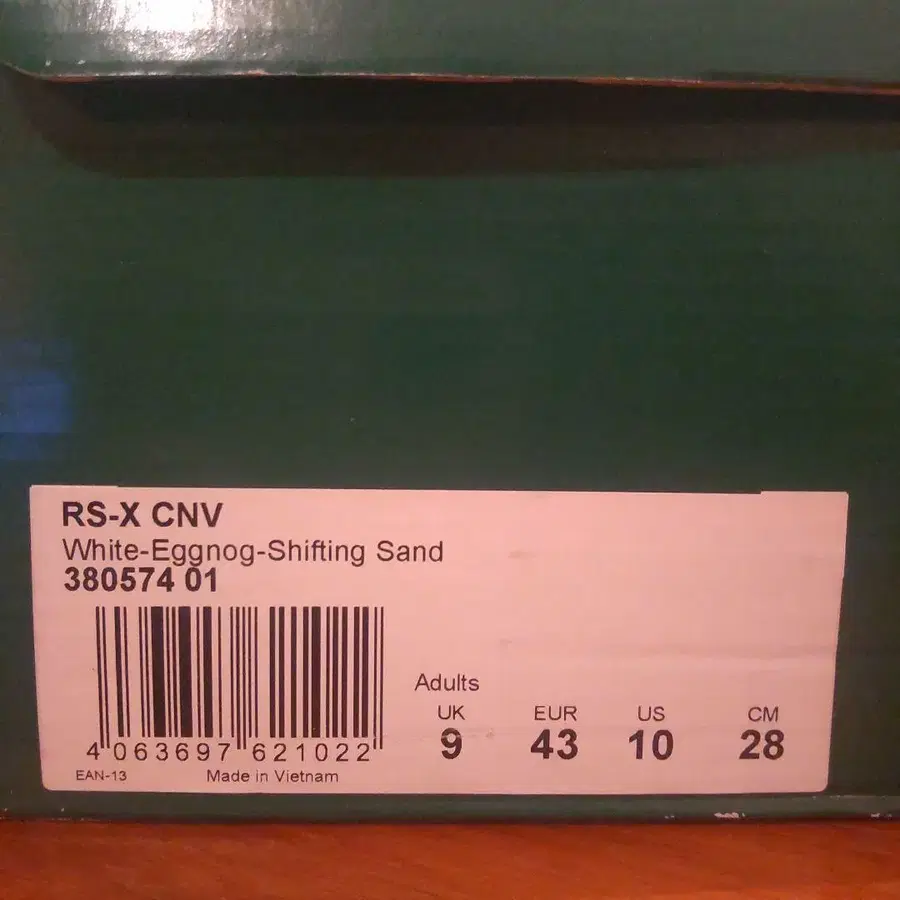 RS-X CNV
White-Eggnog-Shifting Sand
380574 01
Adults
UK EUR US CM
9 43 10 28
4 063697 621022
EAN-13 Made in Vietnam